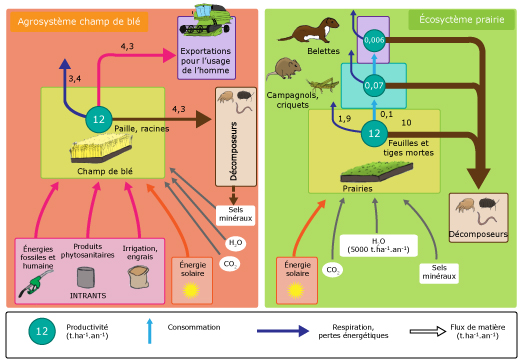 Agrosystème champ de blé
4,3
Exportations
pour l'usage
de l'homme
3,4
12
4,3
Paille, racines
Champ de blé
Décomposeurs
Sels
minéraux
H₂O
CO₂
Énergies
fossiles et
humaine
Produits
phytosanitaires
Irrigation,
engrais
INTRANTS
Énergie
solaire
Écosyctème prairie
Belettes
0,006
Campagnols,
criquets
0,07
0,1
1,9
12
10
Feuilles et
tiges mortes
Prairies
Décomposeurs
Énergie
solaire
CO₂
H₂O
(5000 t.ha⁻¹.an⁻¹)
Sels
minéraux
12
Productivité
(t.ha⁻¹.an⁻¹)
Consommation
Respiration,
pertes énergétiques
Flux de matière
(t.ha⁻¹.an⁻¹)